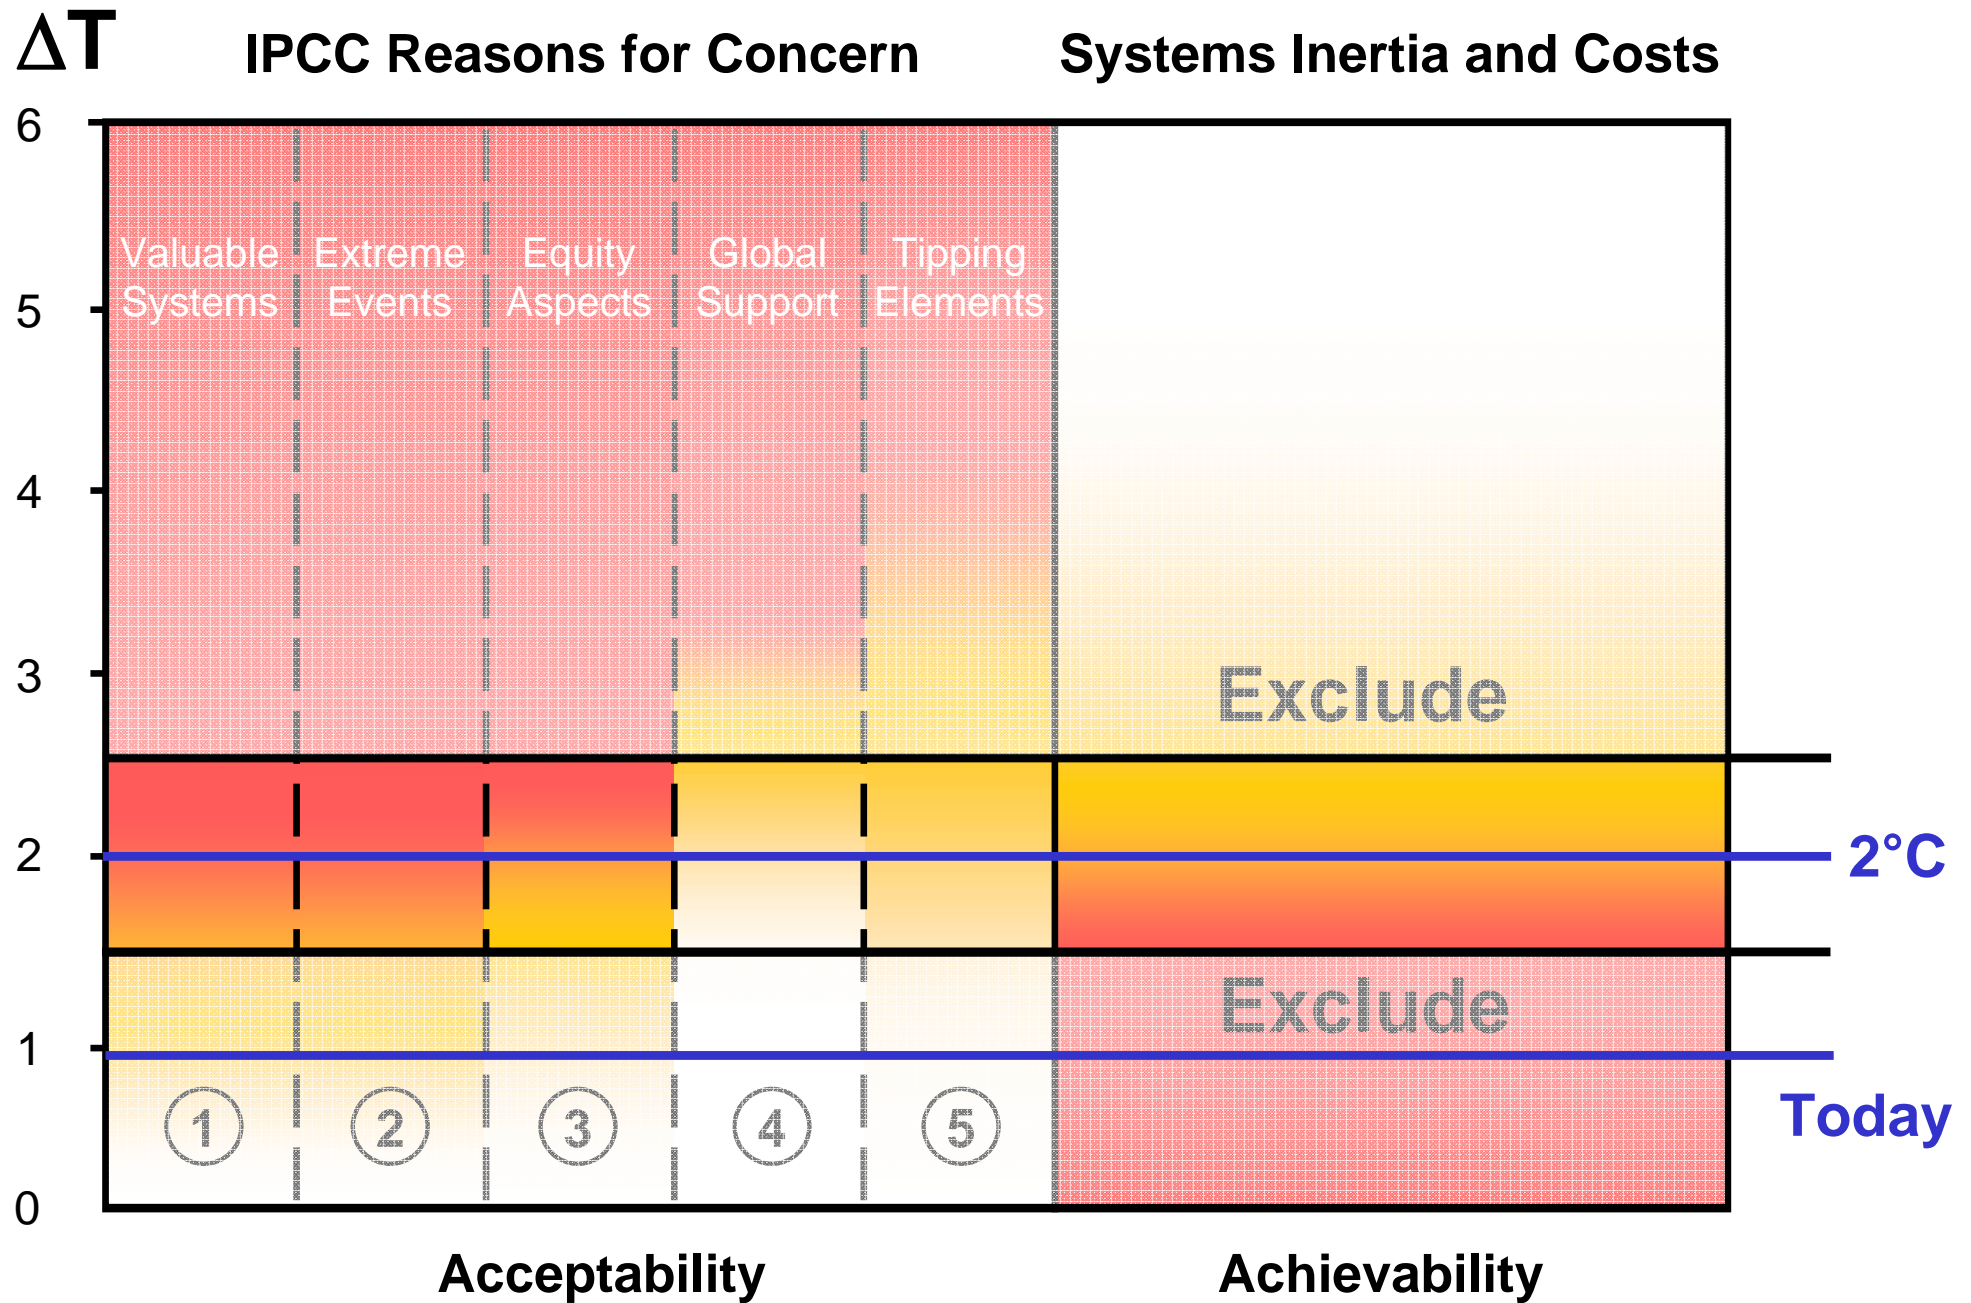 ΔT
IPCC Reasons for Concern
Systems Inertia and Costs
6
5
4
3
2
1
0
Valuable
Systems
Extreme
Events
Equity
Aspects
Global
Support
Tipping
Elements
Exclude
2°C
Exclude
Today
1
2
3
4
5
Acceptability
Achievability